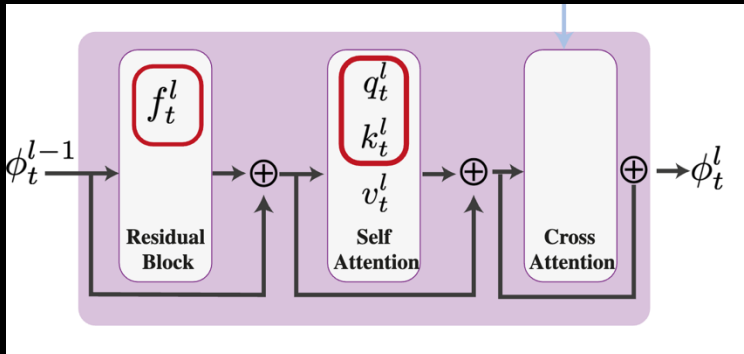 ϕ_t^{l−1}
f_t^l
Residual
Block
⊕
q_t^l
k_t^l
v_t^l
Self
Attention
⊕
Cross
Attention
⊕
ϕ_t^l